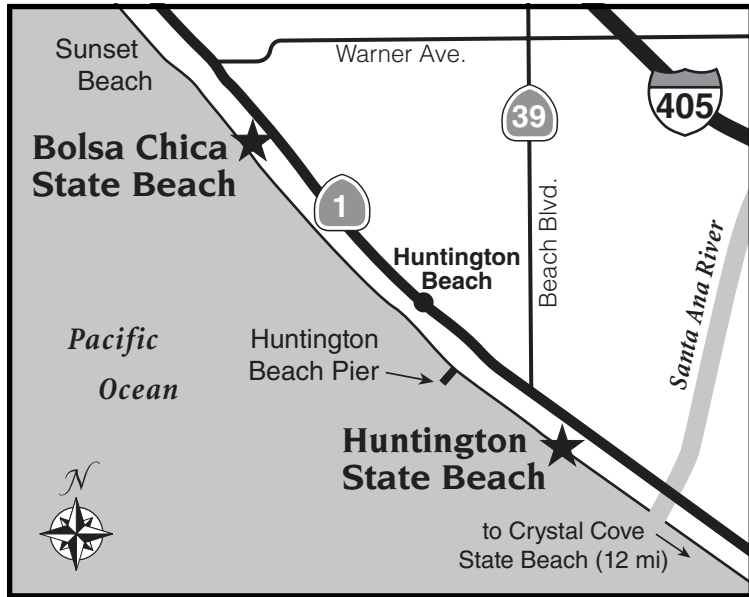 Sunset
Beach
Warner Ave.
405
39
Bolsa Chica
State Beach
1
Beach Blvd.
Santa Ana River
Huntington
Beach
Pacific
Ocean
Huntington
Beach Pier
Huntington
State Beach
N
to Crystal Cove
State Beach (12 mi)